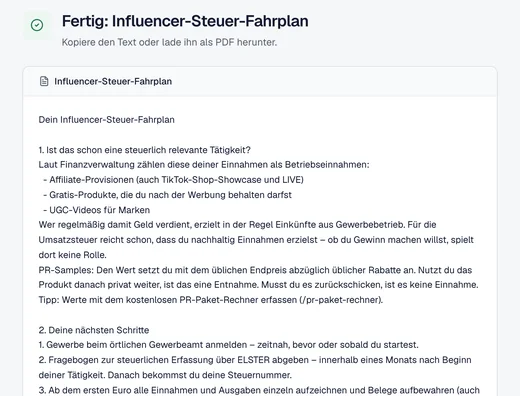 Fertig: Influencer-Steuer-Fahrplan
Kopiere den Text oder lade ihn als PDF herunter.
Influencer-Steuer-Fahrplan
Dein Influencer-Steuer-Fahrplan
1. Ist das schon eine steuerlich relevante Tätigkeit?
Laut Finanzverwaltung zählen diese deiner Einnahmen als Betriebseinnahmen:
- Affiliate-Provisionen (auch TikTok-Shop-Showcase und LIVE)
- Gratis-Produkte, die du nach der Werbung behalten darfst
- UGC-Videos für Marken
Wer regelmäßig damit Geld verdient, erzielt in der Regel Einkünfte aus Gewerbebetrieb. Für die
Umsatzsteuer reicht schon, dass du nachhaltig Einnahmen erzielst – ob du Gewinn machen willst, spielt
dort keine Rolle.
PR-Samples: Den Wert setzt du mit dem üblichen Endpreis abzüglich üblicher Rabatte an. Nutzt du das
Produkt danach privat weiter, ist das eine Entnahme. Musst du es zurückschicken, ist es keine Einnahme.
Tipp: Werte mit dem kostenlosen PR-Paket-Rechner erfassen (/pr-paket-rechner).
2. Deine nächsten Schritte
1. Gewerbe beim örtlichen Gewerbeamt anmelden – zeitnah, bevor oder sobald du startest.
2. Fragebogen zur steuerlichen Erfassung über ELSTER abgeben – innerhalb eines Monats nach Beginn
deiner Tätigkeit. Danach bekommst du deine Steuernummer.
3. Ab dem ersten Euro alle Einnahmen und Ausgaben einzeln aufzeichnen und Belege aufbewahren (auch